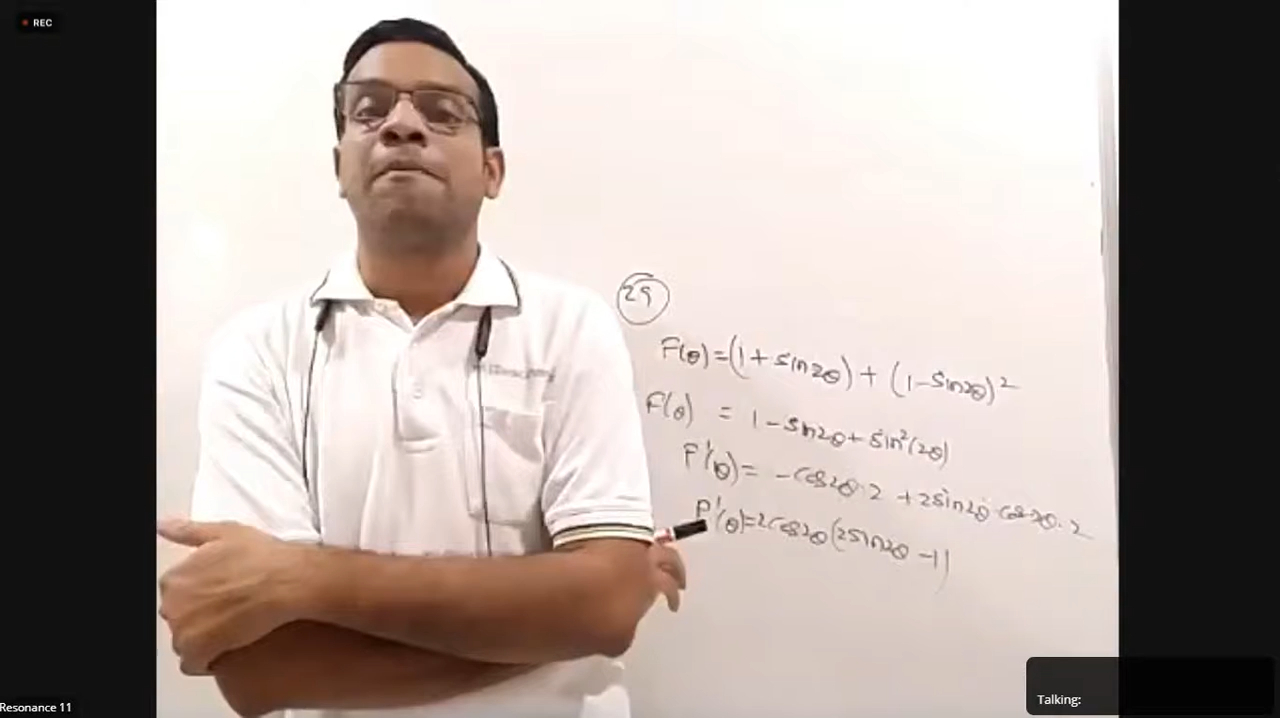 REC
29
F(θ) = (1 + sin2θ) + (1 - sin2θ)²
F(θ) = 1 - sin2θ + sin²(2θ)
F'(θ) = - cos2θ·2 + 2sin2θ·cos2θ·2
F'(θ) = 2cos2θ(2sin2θ - 1)
Resonance 11
Talking: